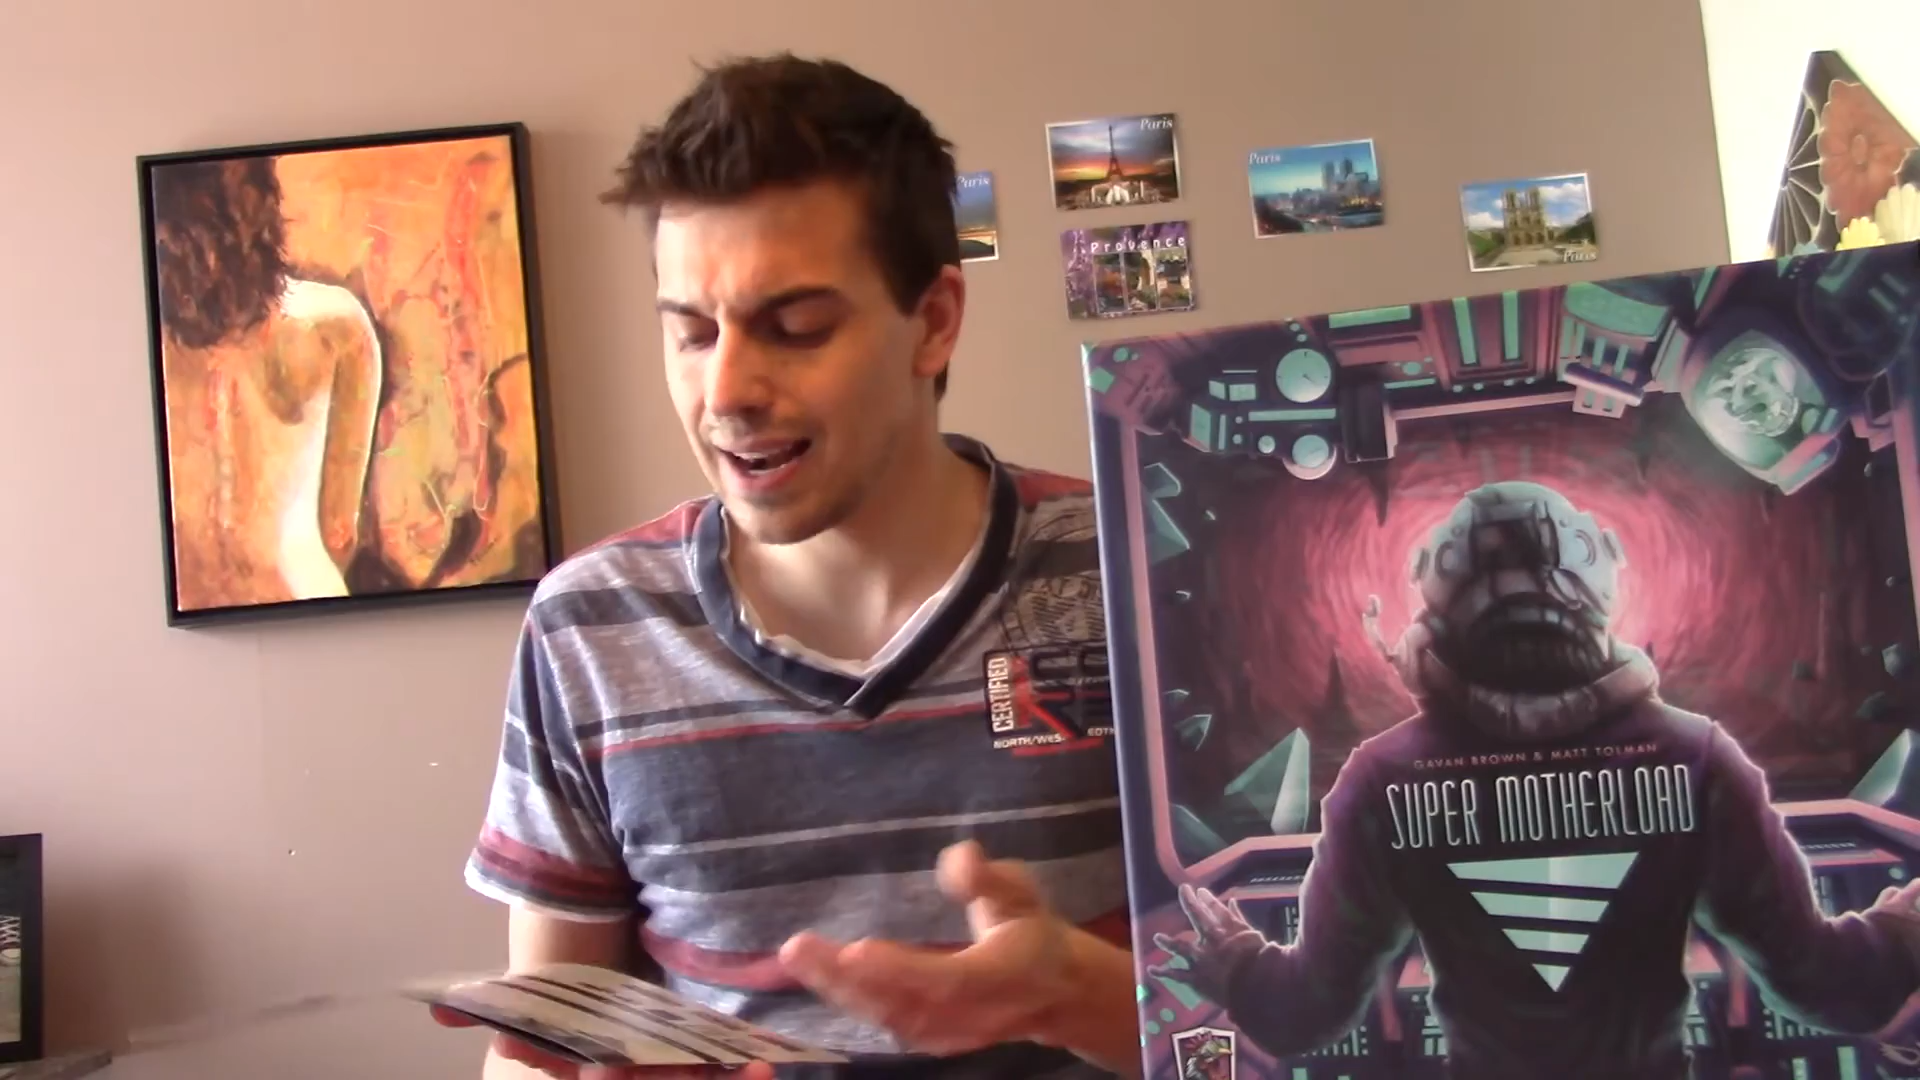 Paris
Paris
Paris
Paris
Provence
CERTIFIED
NORTH/WES
GAVAN BROWN & MATT TOLMAN
SUPER MOTHERLOAD